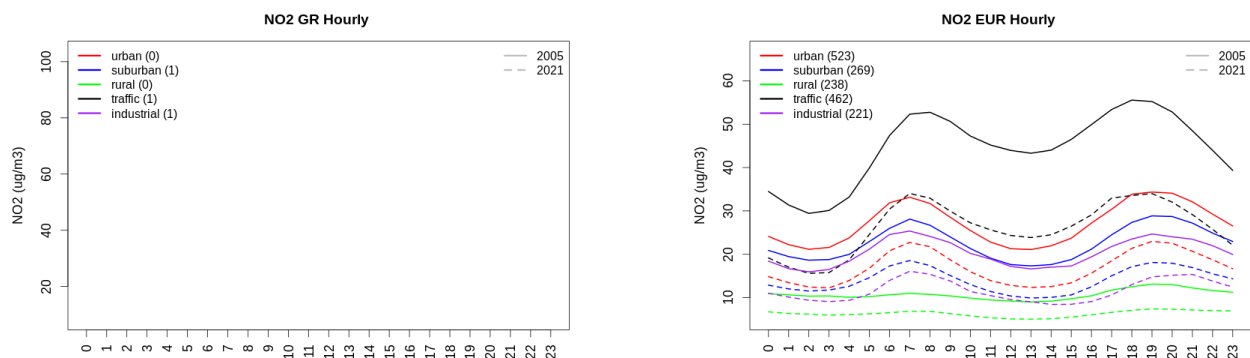 NO2 GR Hourly
NO2 (ug/m3)
100
80
60
40
20
urban (0)
suburban (1)
rural (0)
traffic (1)
industrial (1)
2005
2021
0 1 2 3 4 5 6 7 8 9 10 11 12 13 14 15 16 17 18 19 20 21 22 23
NO2 EUR Hourly
NO2 (ug/m3)
60
50
40
30
20
10
urban (523)
suburban (269)
rural (238)
traffic (462)
industrial (221)
2005
2021
0 1 2 3 4 5 6 7 8 9 10 11 12 13 14 15 16 17 18 19 20 21 22 23